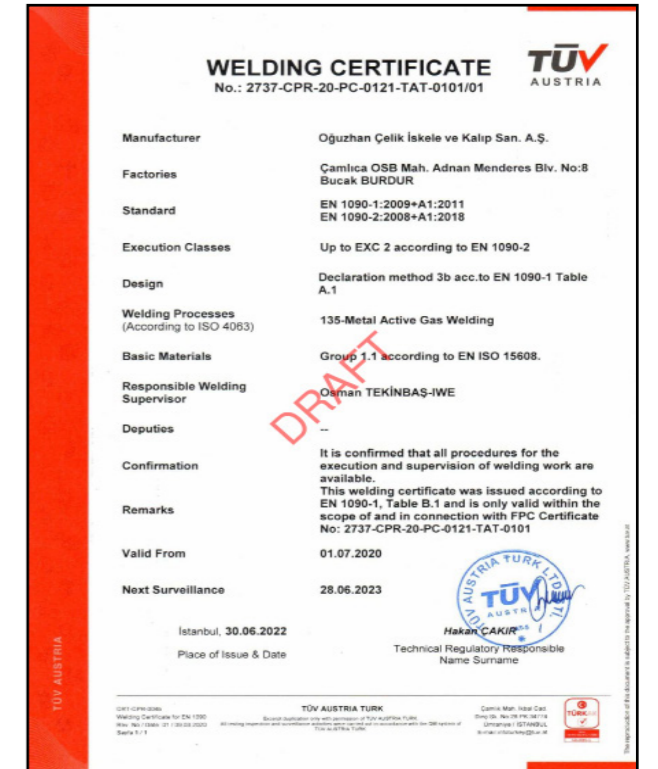 WELDING CERTIFICATE
No.: 2737-CPR-20-PC-0121-TAT-0101/01
TÜV
AUSTRIA
Manufacturer
Oğuzhan Çelik İskele ve Kalıp San. A.Ş.
Factories
Çamlıca OSB Mah. Adnan Menderes Blv. No:8
Bucak BURDUR
Standard
EN 1090-1:2009+A1:2011
EN 1090-2:2008+A1:2018
Execution Classes
Up to EXC 2 according to EN 1090-2
Design
Declaration method 3b acc.to EN 1090-1 Table
A.1
Welding Processes
(According to ISO 4063)
135-Metal Active Gas Welding
Basic Materials
Group 1.1 according to EN ISO 15608.
Responsible Welding
Supervisor
Osman TEKİNBAŞ-IWE
DRAFT
Deputies
--
Confirmation
It is confirmed that all procedures for the
execution and supervision of welding work are
available.
Remarks
This welding certificate was issued according to
EN 1090-1, Table B.1 and is only valid within the
scope of and in connection with FPC Certificate
No: 2737-CPR-20-PC-0121-TAT-0101
Valid From
01.07.2020
Next Surveillance
28.06.2023
TÜV AUSTRIA TURK LTD.
TÜV
AUSTRIA
İstanbul, 30.06.2022
Place of Issue & Date
Hakan ÇAKIR
Technical Regulatory Responsible
Name Surname
TÜV AUSTRIA
Welding Certificate for EN 1090
TÜV AUSTRIA TURK
TÜRKAK